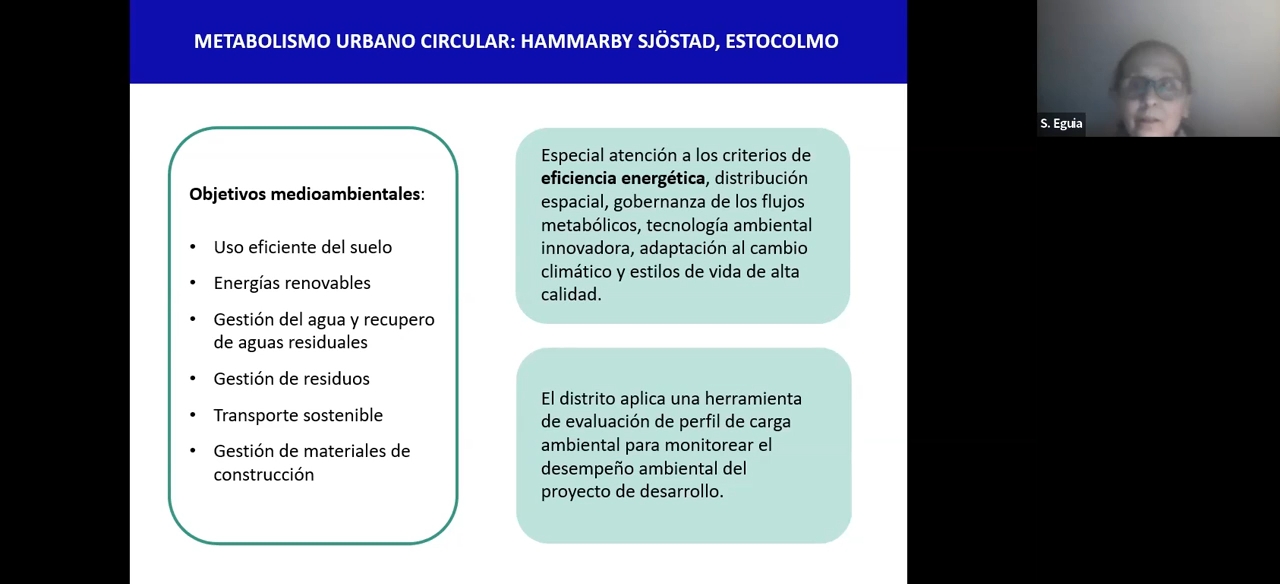 METABOLISMO URBANO CIRCULAR: HAMMARBY SJÖSTAD, ESTOCOLMO
Objetivos medioambientales:
• Uso eficiente del suelo
• Energías renovables
• Gestión del agua y recupero
de aguas residuales
• Gestión de residuos
• Transporte sostenible
• Gestión de materiales de
construcción
Especial atención a los criterios de
eficiencia energética, distribución
espacial, gobernanza de los flujos
metabólicos, tecnología ambiental
innovadora, adaptación al cambio
climático y estilos de vida de alta
calidad.
El distrito aplica una herramienta
de evaluación de perfil de carga
ambiental para monitorear el
desempeño ambiental del
proyecto de desarrollo.
S. Eguia